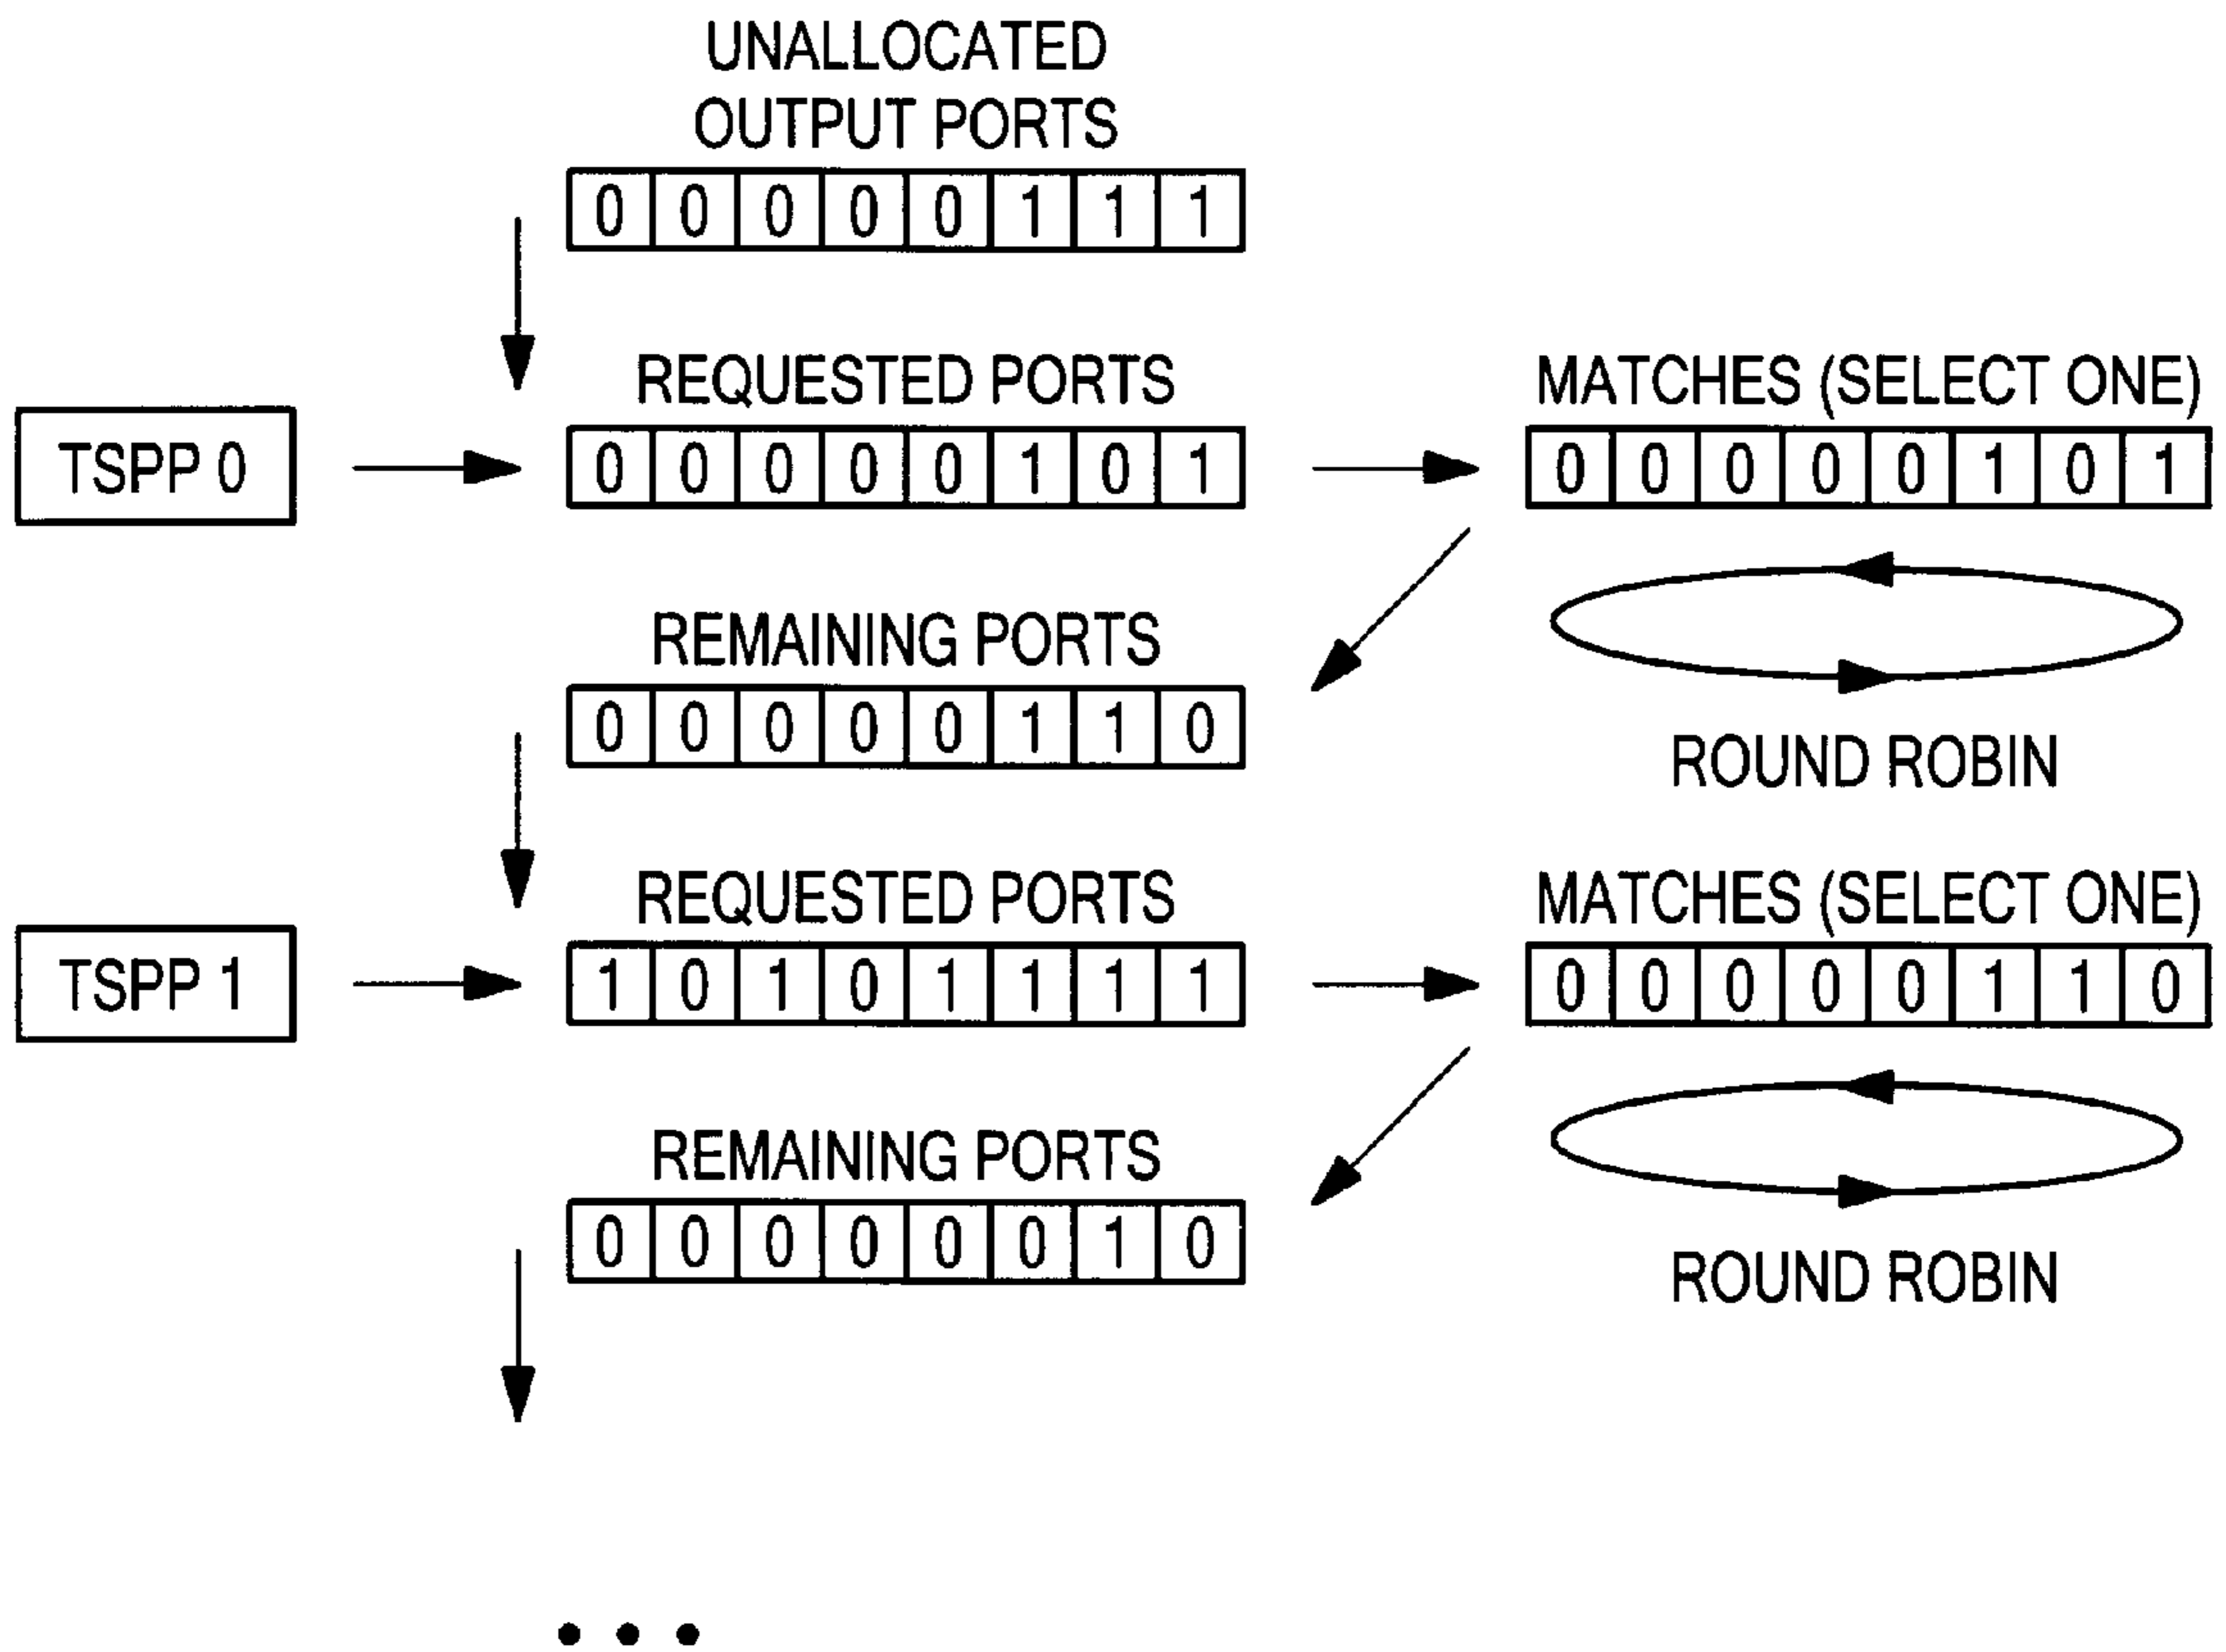 UNALLOCATED
OUTPUT PORTS
0 0 0 0 0 1 1 1
REQUESTED PORTS
MATCHES (SELECT ONE)
TSPP 0
0 0 0 0 0 1 0 1
0 0 0 0 0 1 0 1
REMAINING PORTS
0 0 0 0 0 1 1 0
ROUND ROBIN
REQUESTED PORTS
MATCHES (SELECT ONE)
TSPP 1
1 0 1 0 1 1 1 1
0 0 0 0 0 1 1 0
REMAINING PORTS
0 0 0 0 0 0 1 0
ROUND ROBIN
• • •